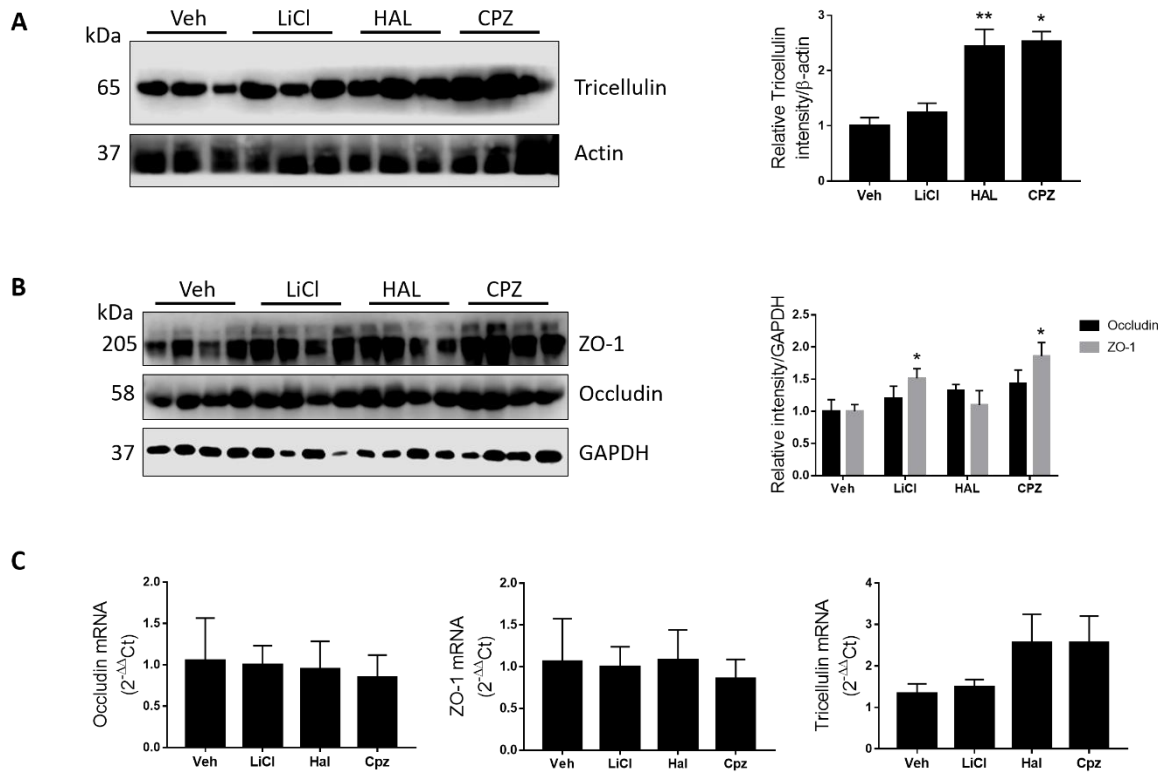 A
kDa
Veh LiCl HAL CPZ
65 Tricellulin
37 Actin
Relative Tricellulin
intensity/β-actin
3
2
1
0
** *
Veh LiCl HAL CPZ
B
kDa
Veh LiCl HAL CPZ
205 ZO-1
58 Occludin
37 GAPDH
Relative intensity/GAPDH
2.5
2.0
1.5
1.0
0.5
0.0
* *
Veh LiCl HAL CPZ
Occludin
ZO-1
C
Occludin mRNA
(2-ΔΔCt)
2.0
1.5
1.0
0.5
0.0
Veh LiCl Hal Cpz
ZO-1 mRNA
(2-ΔΔCt)
2.0
1.5
1.0
0.5
0.0
Veh LiCl Hal Cpz
Tricellulin mRNA
(2-ΔΔCt)
4
3
2
1
0
Veh LiCl Hal Cpz